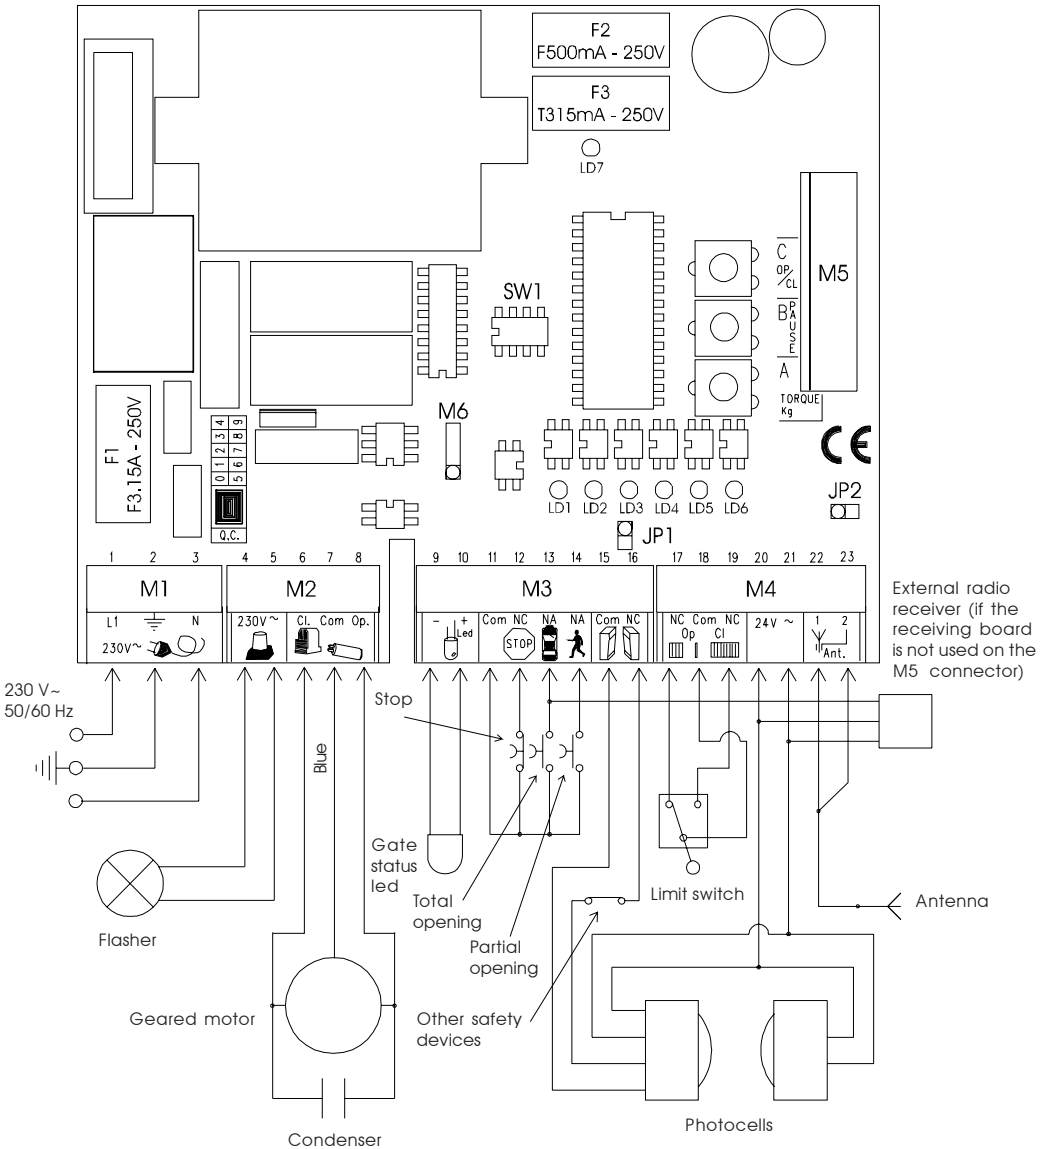 F2
F500mA - 250V
F3
T315mA - 250V
LD7
C
OP/CL
M5
SW1
B
PAUSE
A
TORQUE
Kg
F1
F3.15A - 250V
M6
0 1 2 3 4
5 6 7 8 9
Q.C.
CE
LD1 LD2 LD3 LD4 LD5 LD6
JP2
JP1
1 2 3 4 5 6 7 8 9 10 11 12 13 14 15 16 17 18 19 20 21 22 23
M1 M2 M3 M4
L1 N
230V~
230V~
Cl. Com Op.
- +
Led
Com NC NA NA Com NC
STOP
NC Com NC
Op Cl
24V ~
1 2
Ant.
External radio
receiver (if the
receiving board
is not used on the
M5 connector)
230 V~
50/60 Hz
Stop
Blue
Gate
status
led
Total
opening
Partial
opening
Limit switch
Antenna
Flasher
Geared motor
Other safety
devices
Photocells
Condenser